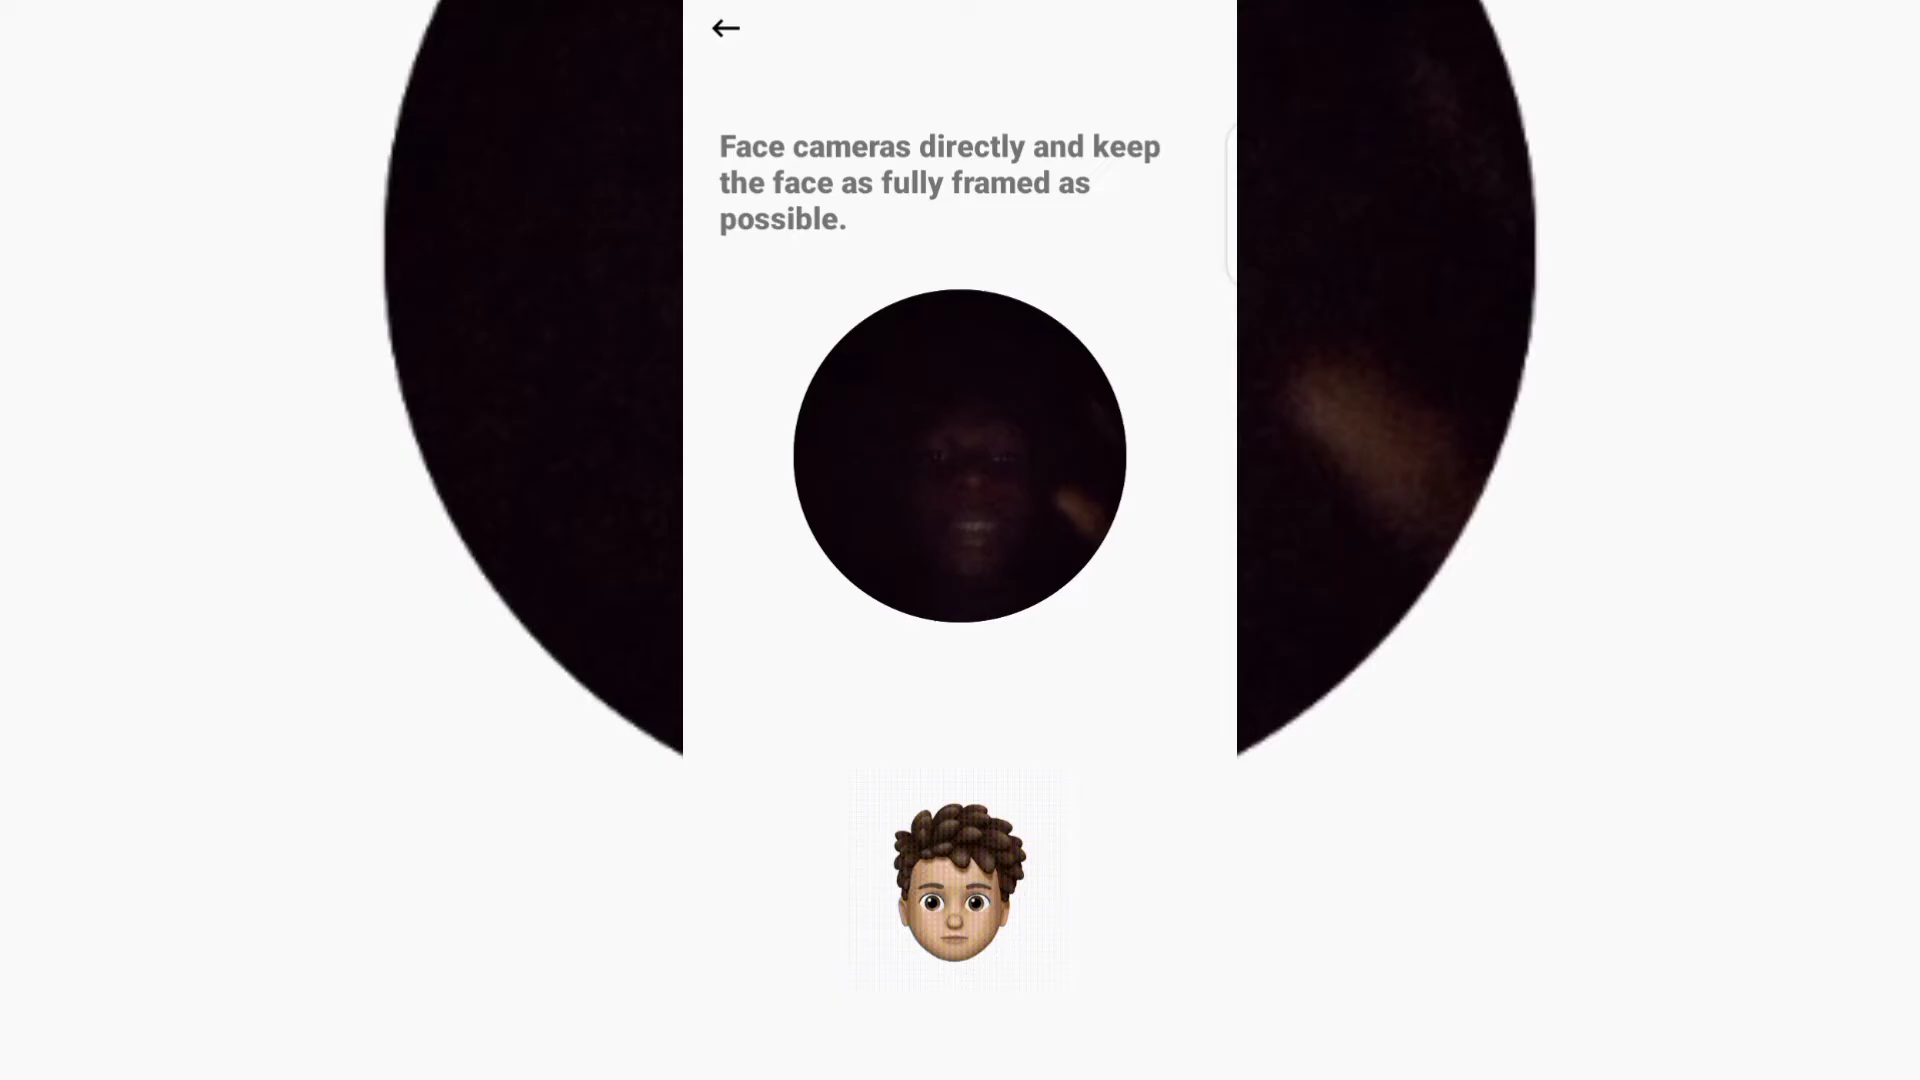 Face cameras directly and keep
the face as fully framed as
possible.